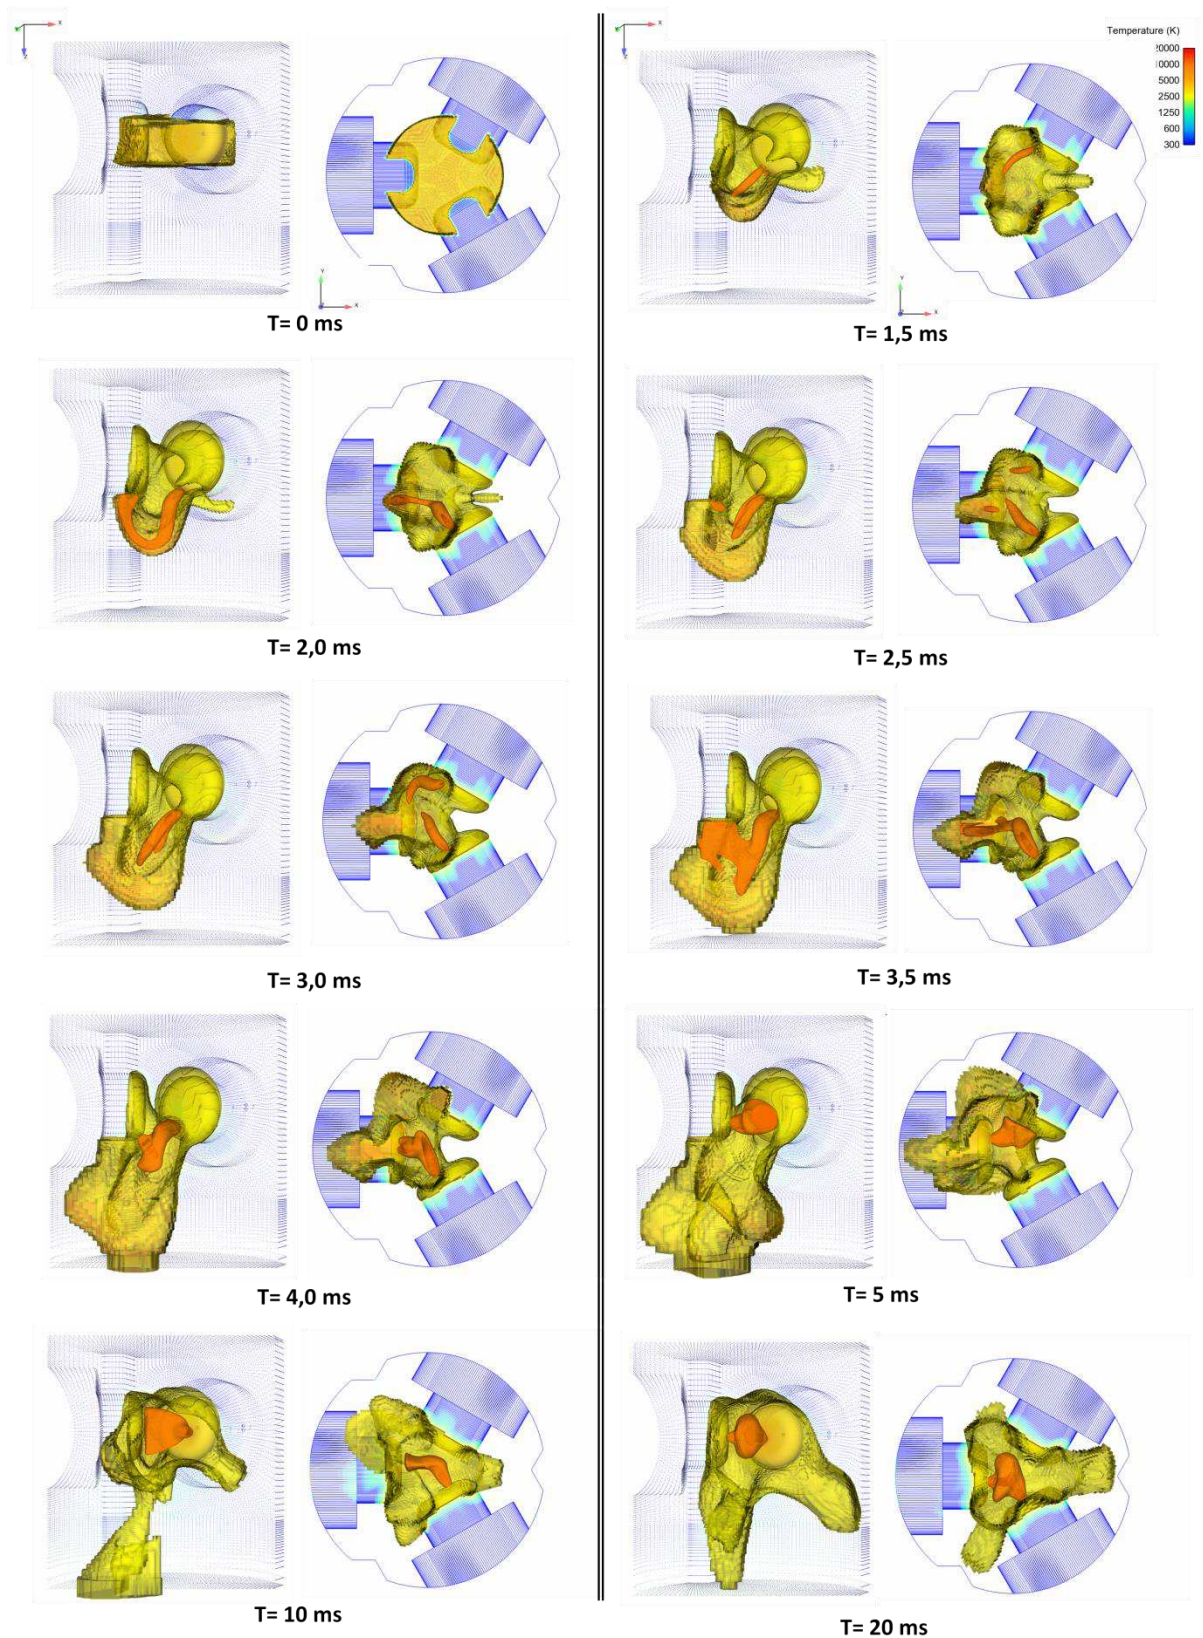 Temperature (K)
20000
10000
5000
2500
1250
600
300
X
Z
X
Y
X
Y
X
T= 0 ms
T= 1,5 ms
T= 2,0 ms
T= 2,5 ms
T= 3,0 ms
T= 3,5 ms
T= 4,0 ms
T= 5 ms
T= 10 ms
T= 20 ms